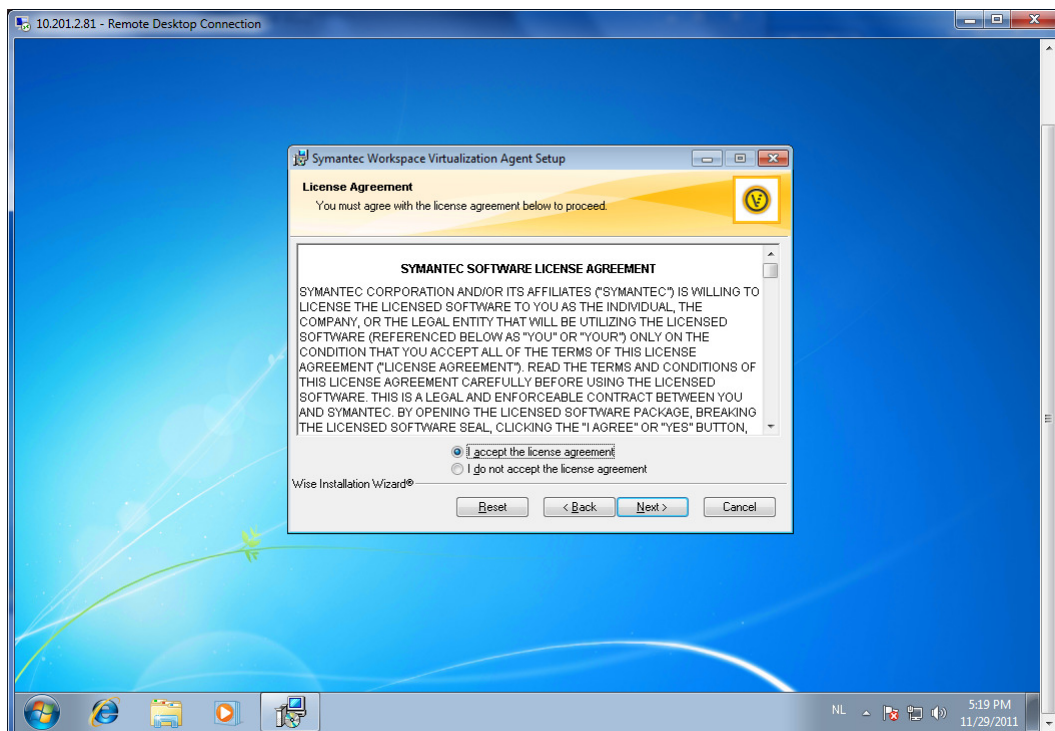 10.201.2.81 - Remote Desktop Connection
Symantec Workspace Virtualization Agent Setup
License Agreement
You must agree with the license agreement below to proceed.
SYMANTEC SOFTWARE LICENSE AGREEMENT
SYMANTEC CORPORATION AND/OR ITS AFFILIATES ("SYMANTEC") IS WILLING TO
LICENSE THE LICENSED SOFTWARE TO YOU AS THE INDIVIDUAL, THE
COMPANY, OR THE LEGAL ENTITY THAT WILL BE UTILIZING THE LICENSED
SOFTWARE (REFERENCED BELOW AS "YOU" OR "YOUR") ONLY ON THE
CONDITION THAT YOU ACCEPT ALL OF THE TERMS OF THIS LICENSE
AGREEMENT ("LICENSE AGREEMENT"). READ THE TERMS AND CONDITIONS OF
THIS LICENSE AGREEMENT CAREFULLY BEFORE USING THE LICENSED
SOFTWARE. THIS IS A LEGAL AND ENFORCEABLE CONTRACT BETWEEN YOU
AND SYMANTEC. BY OPENING THE LICENSED SOFTWARE PACKAGE, BREAKING
THE LICENSED SOFTWARE SEAL, CLICKING THE "I AGREE" OR "YES" BUTTON,
I accept the license agreement
I do not accept the license agreement
Wise Installation Wizard®
Reset
< Back
Next >
Cancel
NL
5:19 PM
11/29/2011